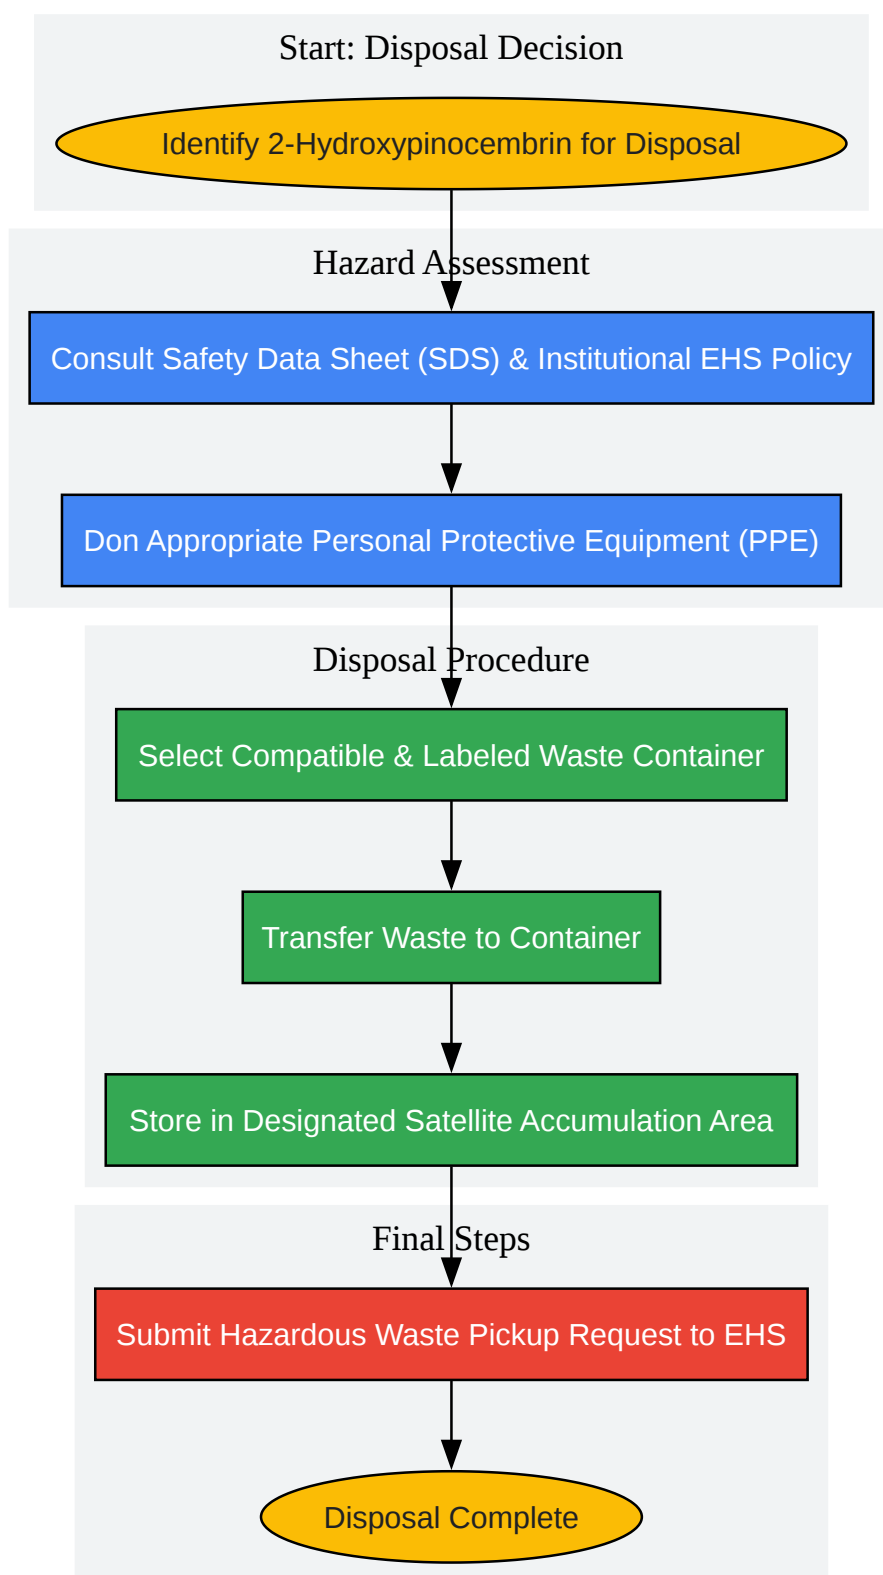 Start: Disposal Decision
Identify 2-Hydroxypinocembrin for Disposal
Hazard Assessment
Consult Safety Data Sheet (SDS) & Institutional EHS Policy
Don Appropriate Personal Protective Equipment (PPE)
Disposal Procedure
Select Compatible & Labeled Waste Container
Transfer Waste to Container
Store in Designated Satellite Accumulation Area
Final Steps
Submit Hazardous Waste Pickup Request to EHS
Disposal Complete